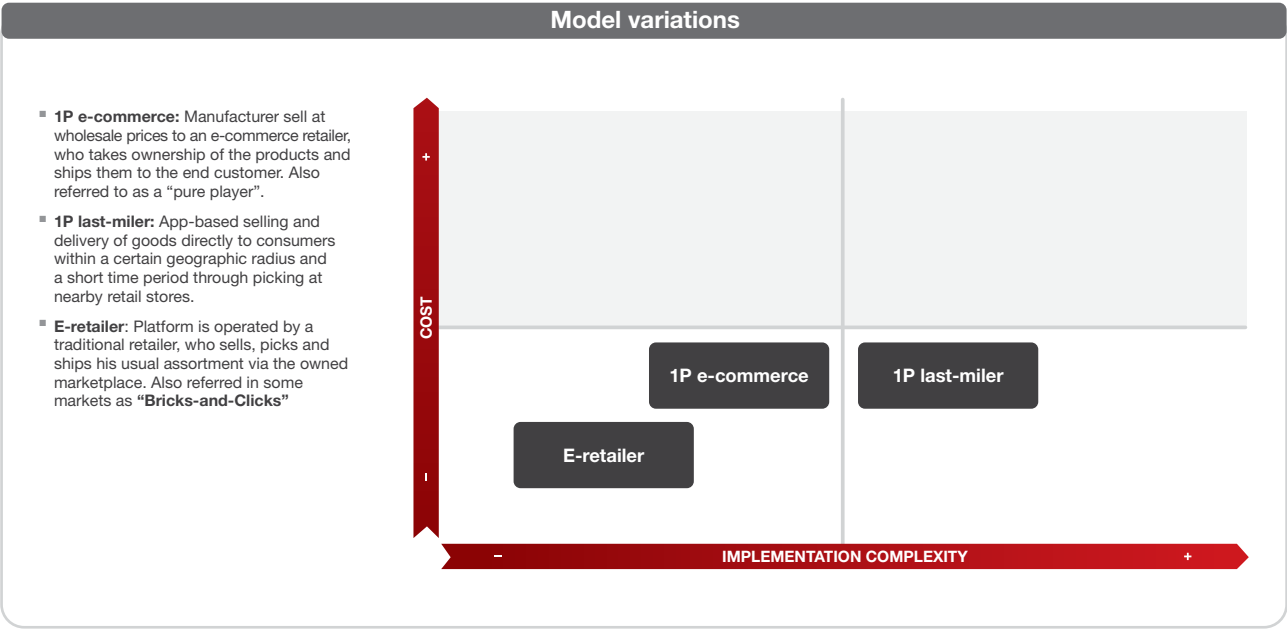 Model variations
1P e-commerce: Manufacturer sell at
wholesale prices to an e-commerce retailer,
who takes ownership of the products and
ships them to the end customer. Also
referred to as a “pure player”.
1P last-miler: App-based selling and
delivery of goods directly to consumers
within a certain geographic radius and
a short time period through picking at
nearby retail stores.
E-retailer: Platform is operated by a
traditional retailer, who sells, picks and
ships his usual assortment via the owned
marketplace. Also referred in some
markets as “Bricks-and-Clicks”
+
COST
–
1P e-commerce
1P last-miler
E-retailer
–
IMPLEMENTATION COMPLEXITY
+